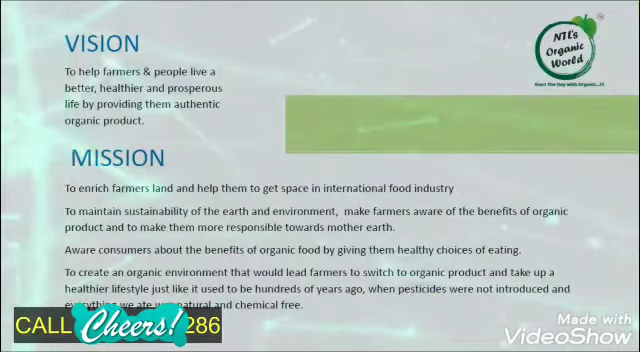 VISION
To help farmers & people live a
better, healthier and prosperous
life by providing them authentic
organic product.
NTL's
Organic
World
Start The Day With Organic...!!!
MISSION
To enrich farmers land and help them to get space in international food industry
To maintain sustainability of the earth and environment, make farmers aware of the benefits of organic
product and to make them more responsible towards mother earth.
Aware consumers about the benefits of organic food by giving them healthy choices of eating.
To create an organic environment that would lead farmers to switch to organic product and take up a
healthier lifestyle just like it used to be hundreds of years ago, when pesticides were not introduced and
everything we ate was natural and chemical free.
CALL Cheers! 286
Made with
VideoShow